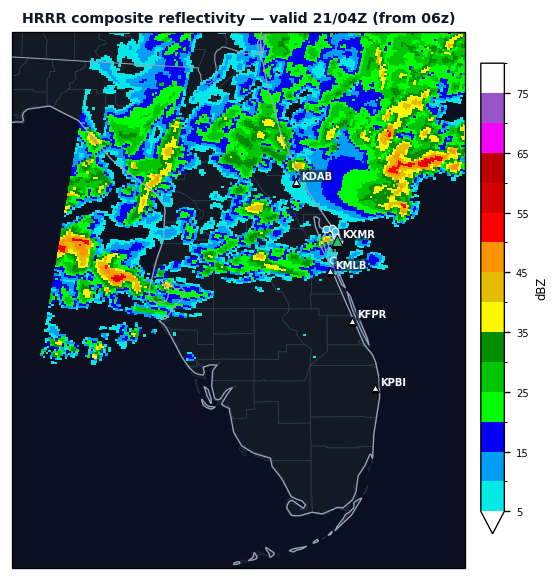 HRRR composite reflectivity — valid 21/04Z (from 06z)
75
65
55
45
35
25
15
5
dBZ
KDAB
KXMR
KMLB
KFPR
KPBI